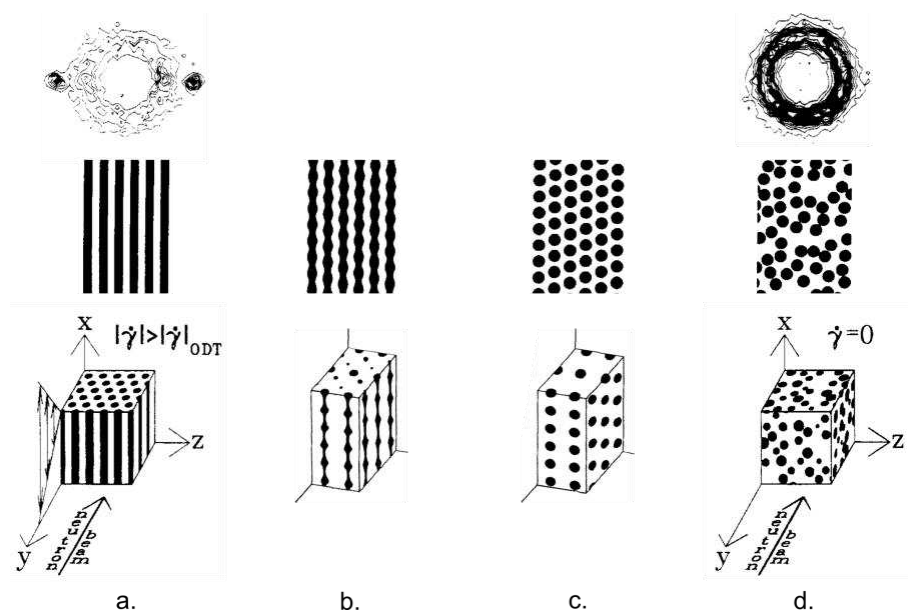 x
|γ̇|>|γ̇|ODT
z
y
neutron
beam
x
γ̇=0
z
y
neutron
beam
a.
b.
c.
d.